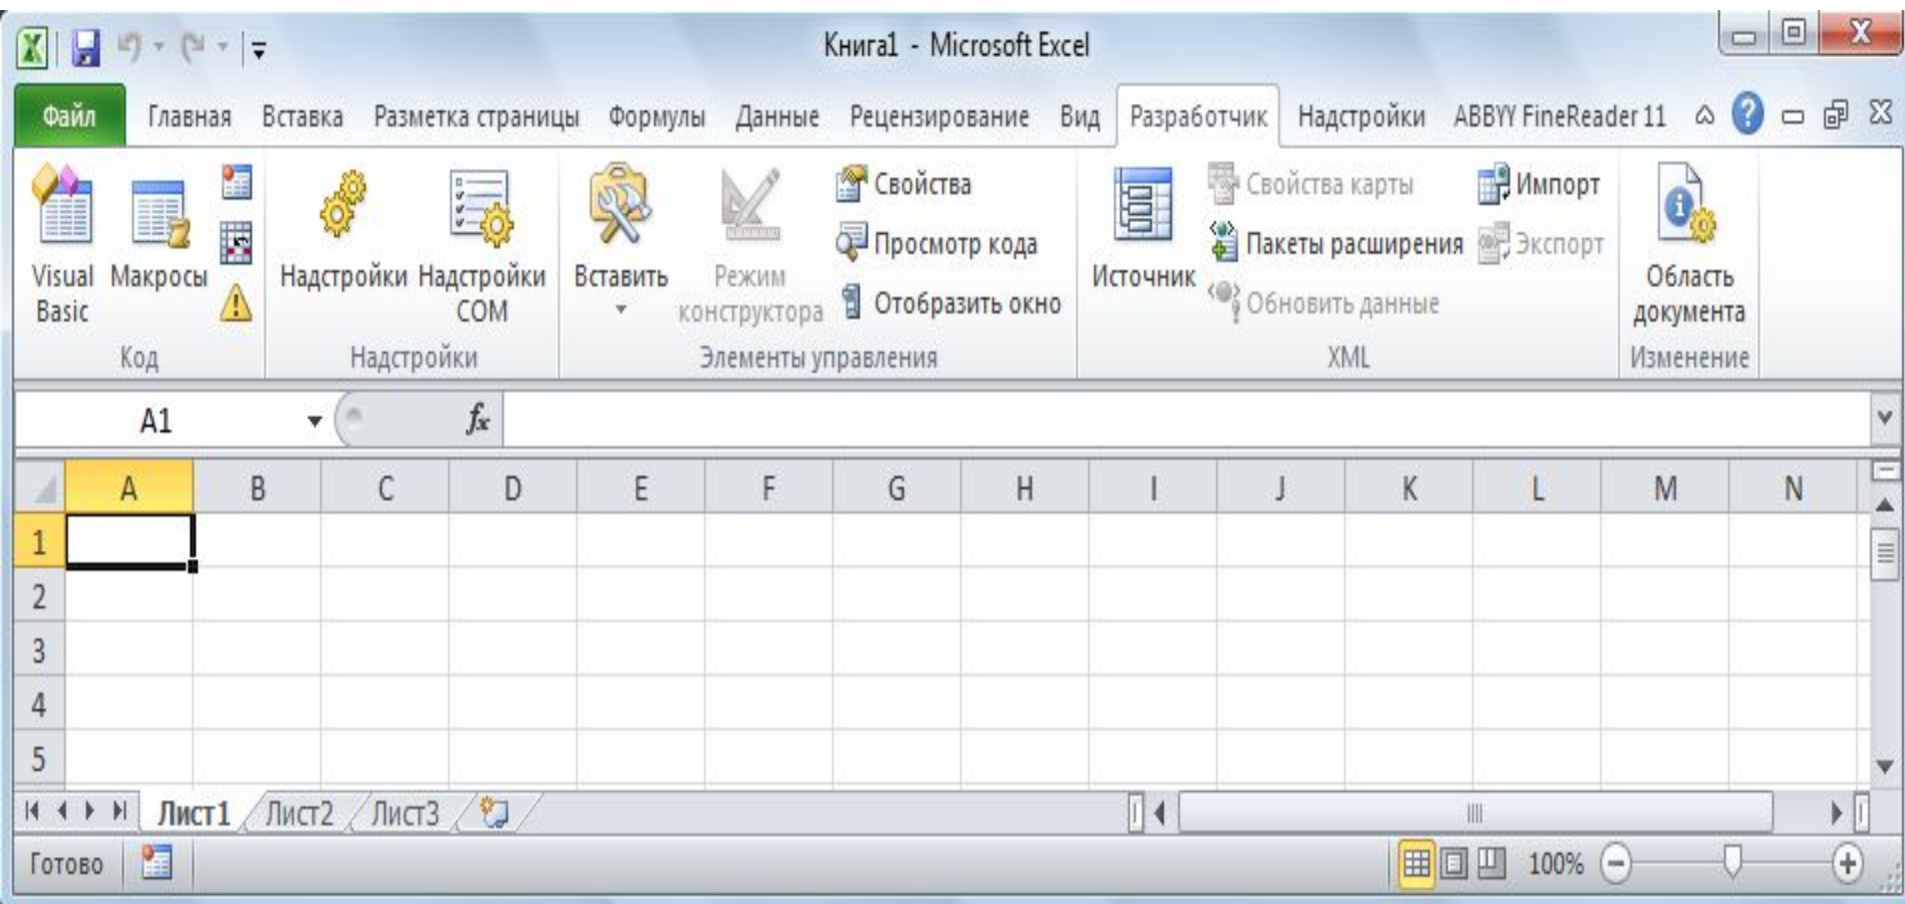 Книга1 - Microsoft Excel
Файл Главная Вставка Разметка страницы Формулы Данные Рецензирование Вид Разработчик Надстройки ABBYY FineReader 11
Visual Basic Макросы
Код
Надстройки Надстройки COM
Надстройки
Вставить Режим конструктора
Свойства
Просмотр кода
Отобразить окно
Элементы управления
Источник
Свойства карты
Пакеты расширения
Обновить данные
Импорт
Экспорт
XML
Область документа
Изменение
A1 fx
A B C D E F G H I J K L M N
1
2
3
4
5
Лист1 Лист2 Лист3
Готово 100%